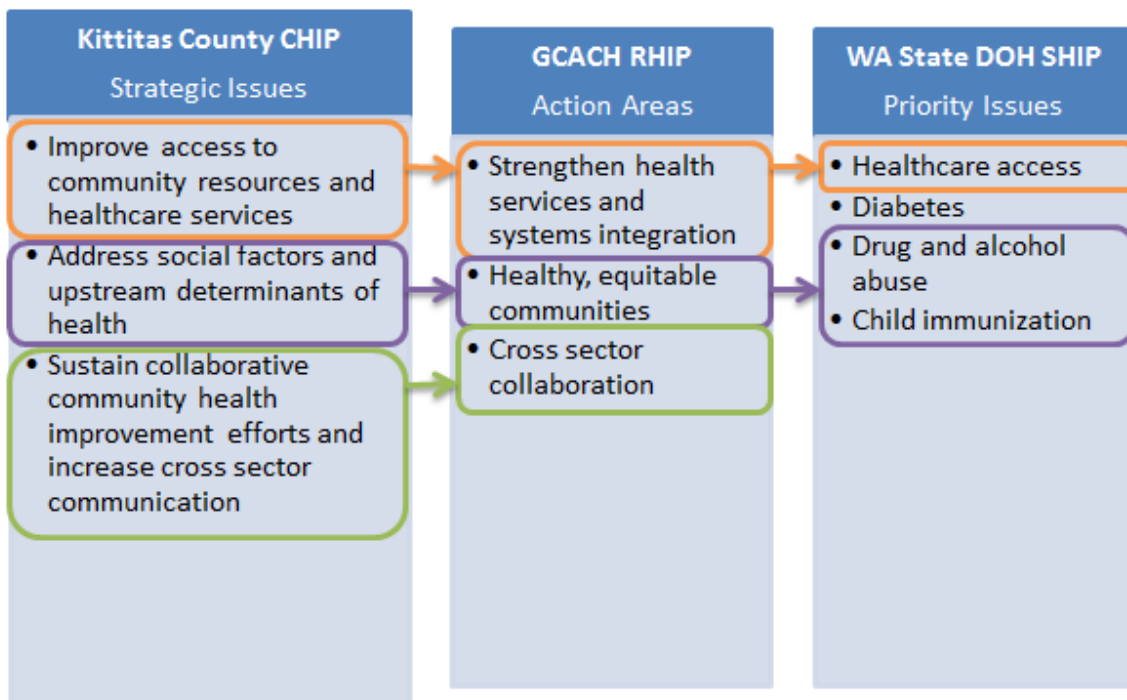 Kittitas County CHIP
Strategic Issues
• Improve access to
community resources and
healthcare services
• Address social factors and
upstream determinants of
health
• Sustain collaborative
community health
improvement efforts and
increase cross sector
communication
GCACH RHIP
Action Areas
• Strengthen health
services and
systems integration
• Healthy, equitable
communities
• Cross sector
collaboration
WA State DOH SHIP
Priority Issues
• Healthcare access
• Diabetes
• Drug and alcohol
abuse
• Child immunization